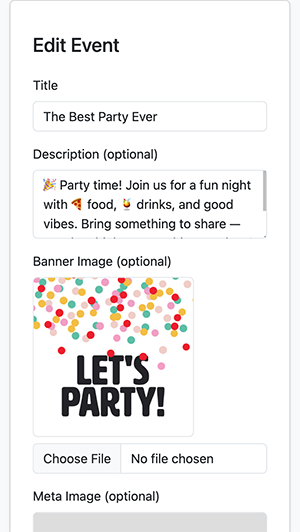 Edit Event
Title
The Best Party Ever
Description (optional)
🎉 Party time! Join us for a fun night
with 🍕 food, 🍹 drinks, and good
vibes. Bring something to share —
Banner Image (optional)
LET'S
PARTY!
Choose File No file chosen
Meta Image (optional)